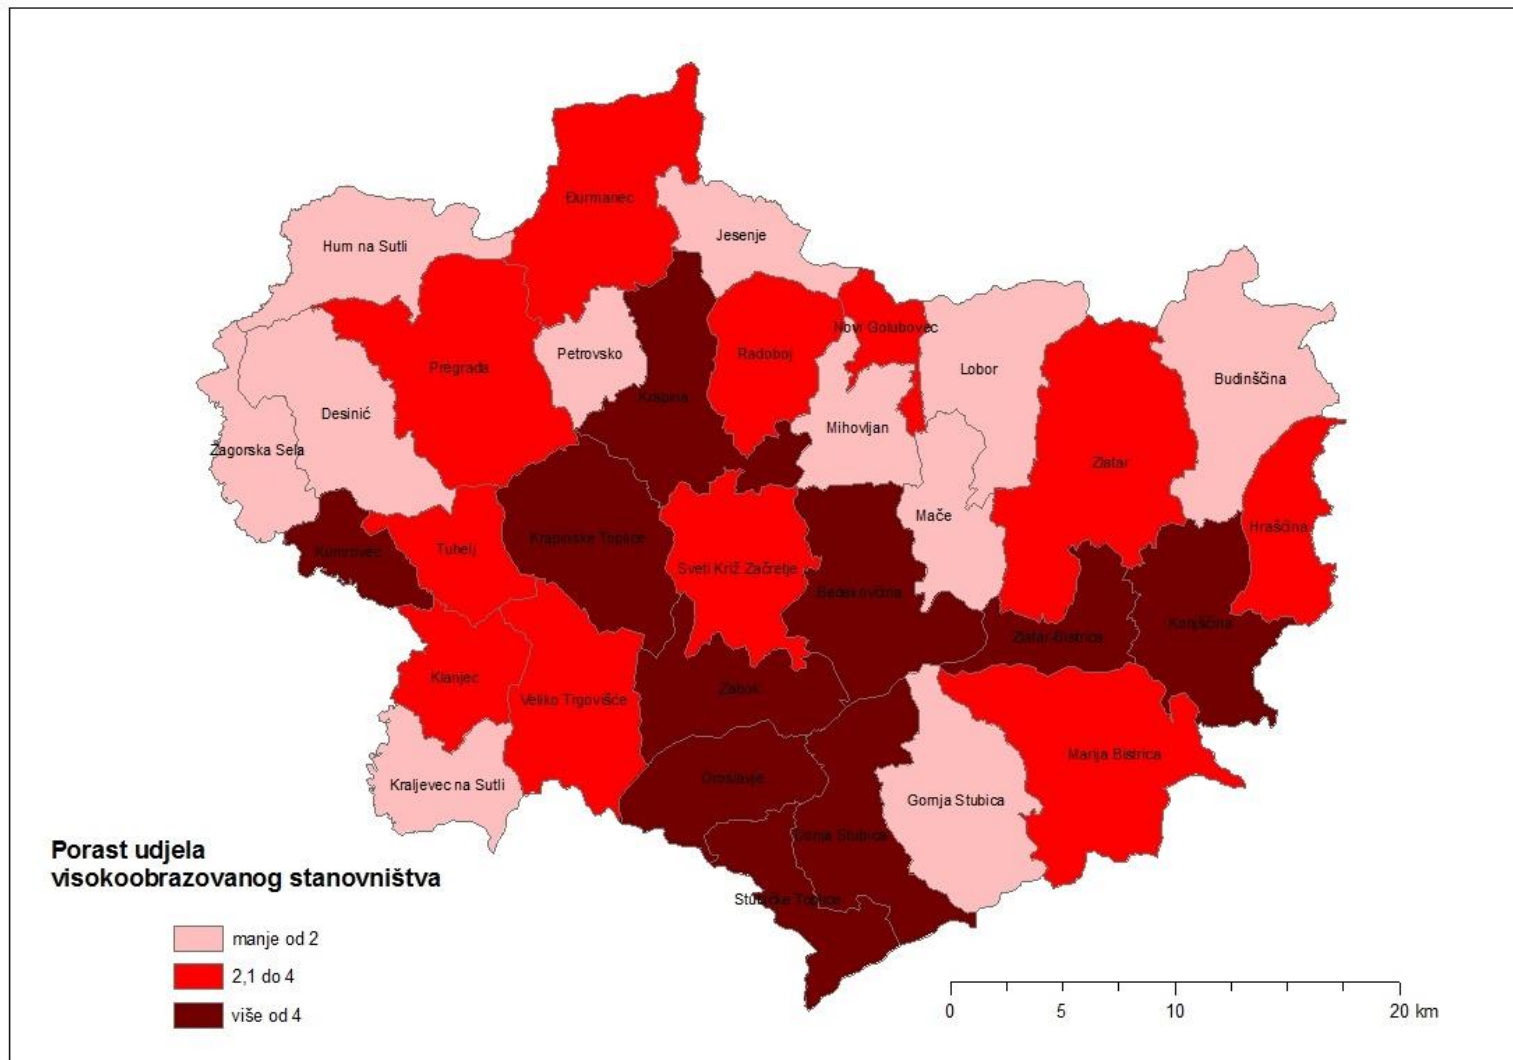 Đurmanec
Hum na Sutli
Jesenje
Novi Golubovec
Petrovsko
Radoboj
Pregrada
Lobor
Budinščina
Krapina
Desinić
Mihovljan
Zagorska Sela
Zlatar
Mače
Hrašćina
Kumrovec
Tuhelj
Krapinske Toplice
Sveti Križ Začretje
Bedekovčina
Konjščina
Zlatar-Bistrica
Klanjec
Veliko Trgovišće
Zabok
Marija Bistrica
Oroslavje
Kraljevec na Sutli
Gornja Stubica
Donja Stubica
Stubičke Toplice
Porast udjela
visokoobrazovanog stanovništva
manje od 2
2,1 do 4
više od 4
0 5 10 20 km